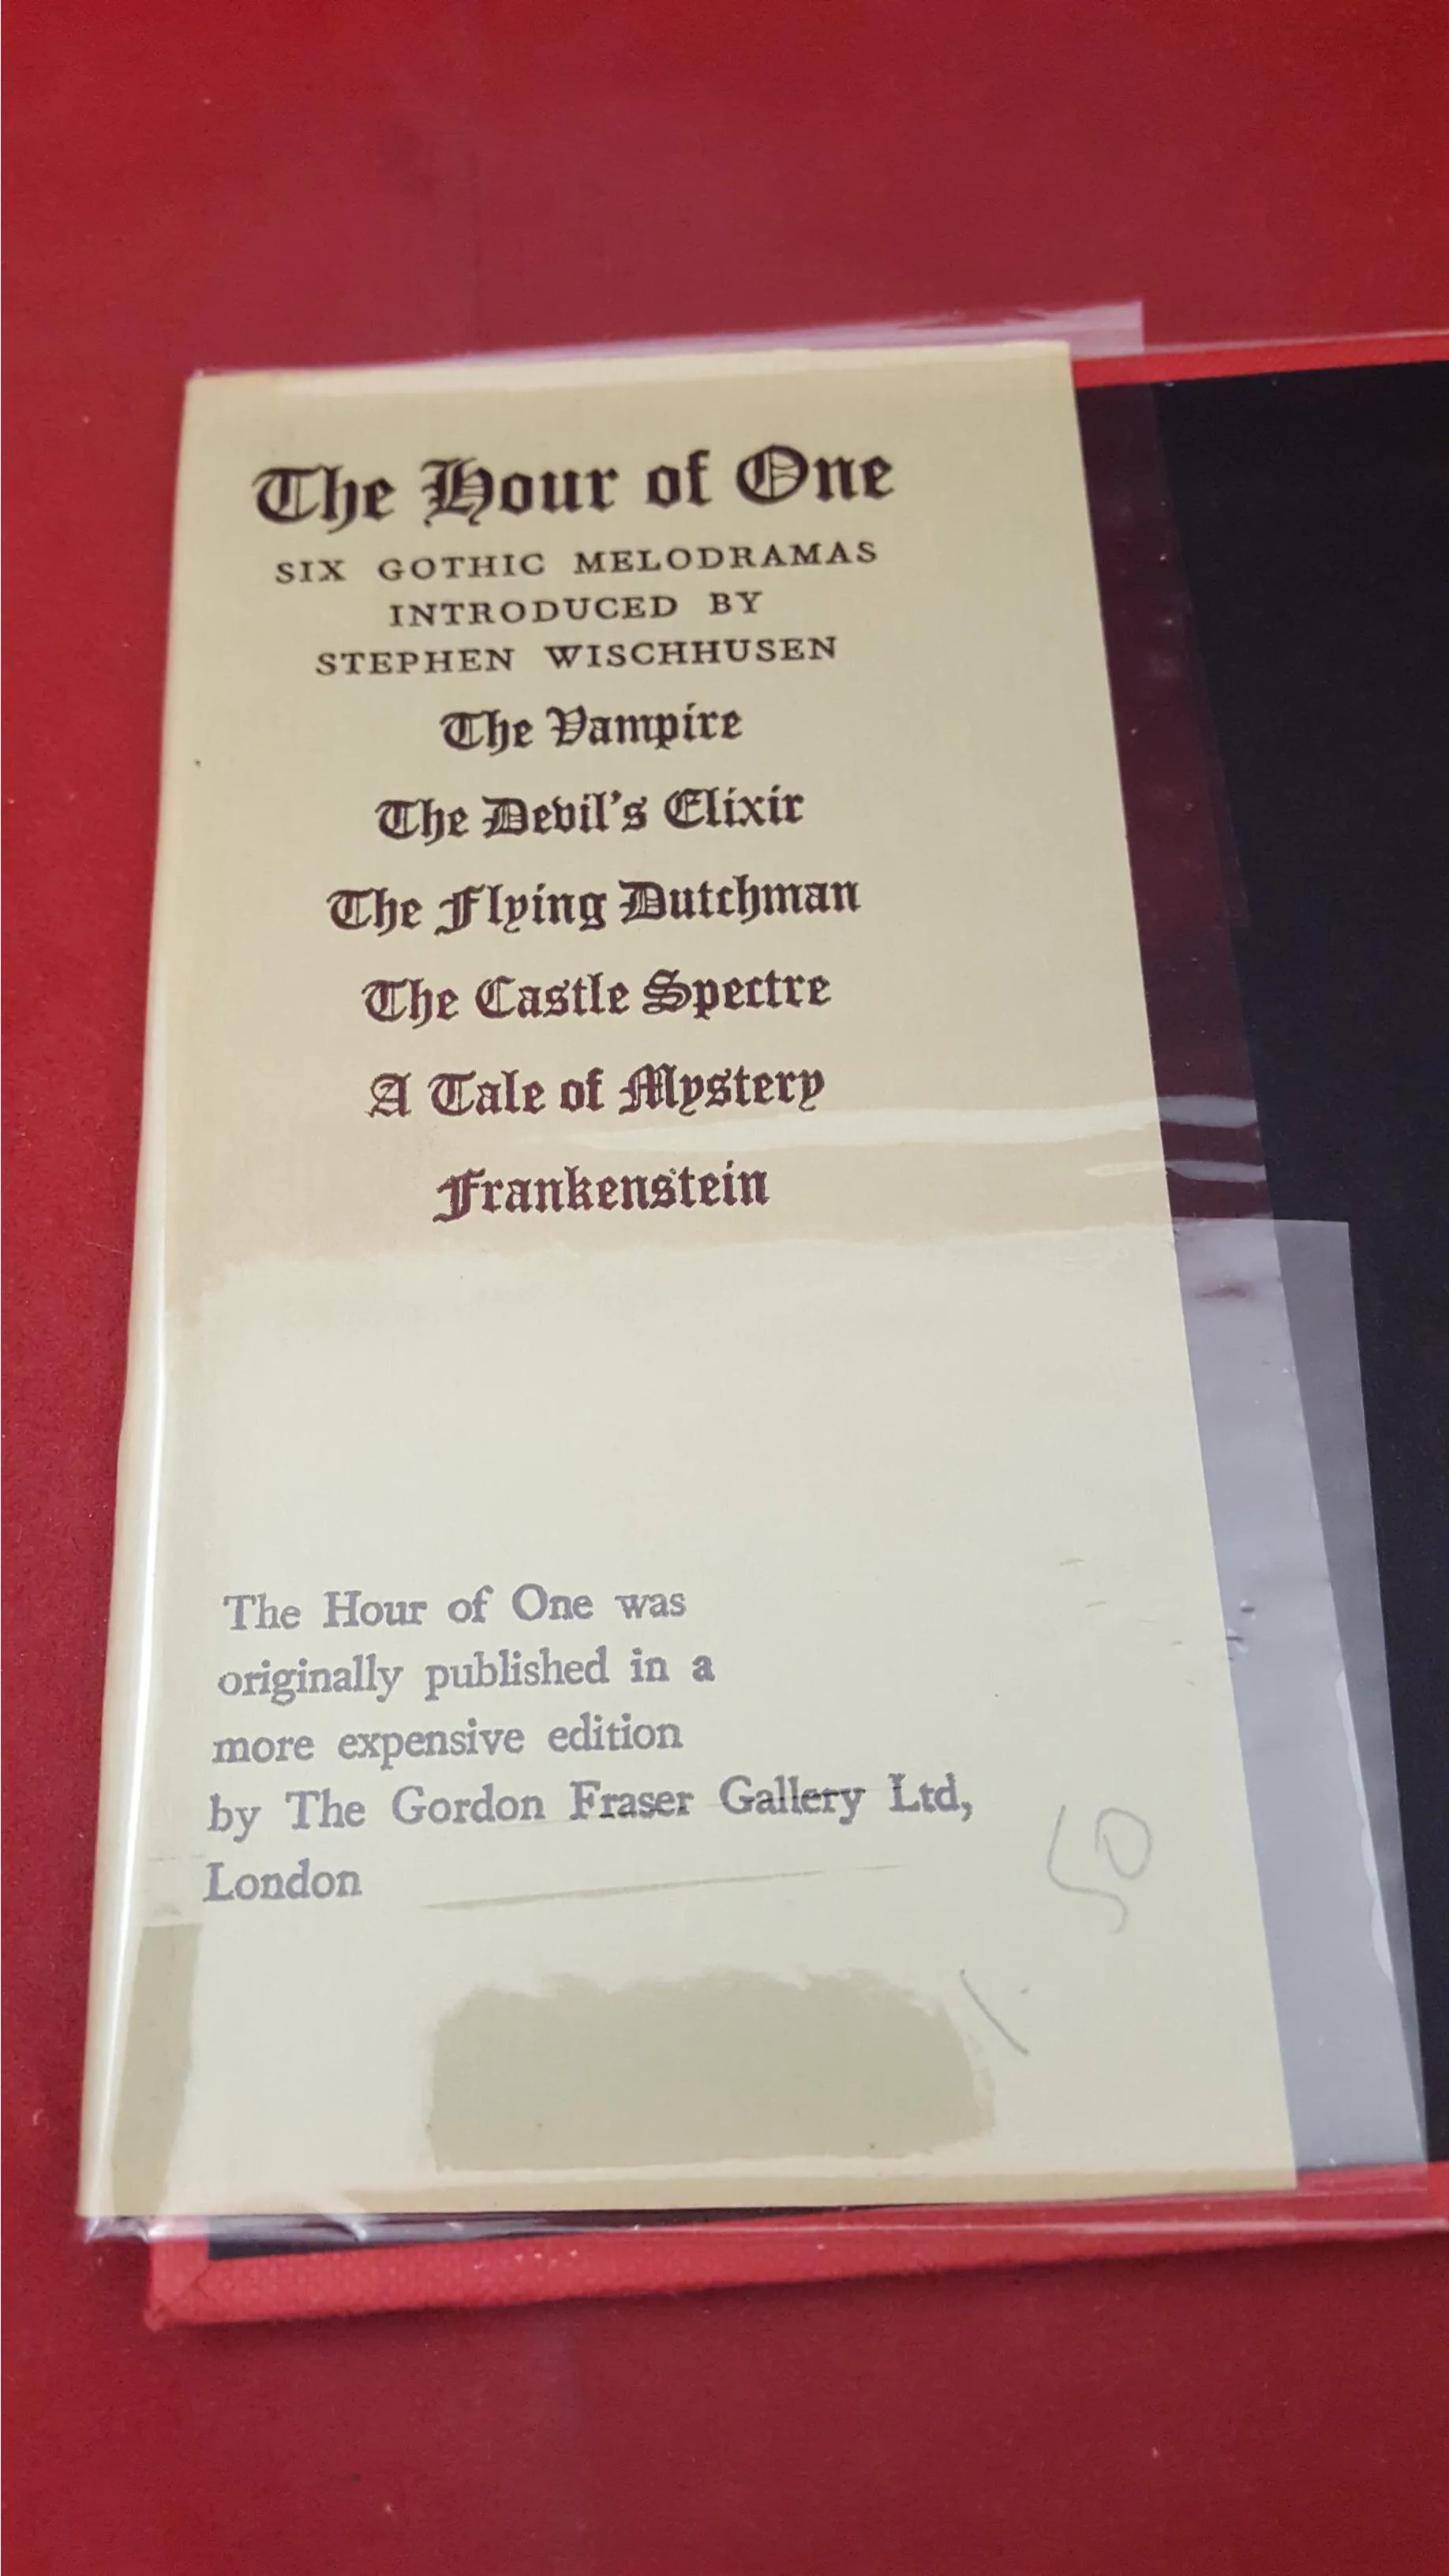 The Hour of One
SIX GOTHIC MELODRAMAS
INTRODUCED BY
STEPHEN WISCHHUSEN
The Vampire
The Devil's Elixir
The Flying Dutchman
The Castle Spectre
A Tale of Mystery
Frankenstein
The Hour of One was
originally published in a
more expensive edition
by The Gordon Fraser Gallery Ltd,
London
50